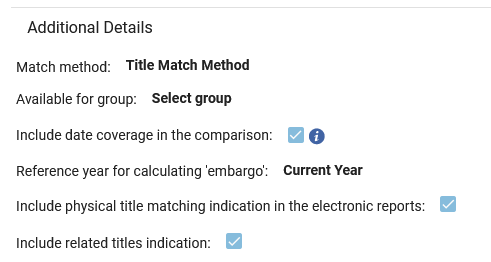 Additional Details
Match method: Title Match Method
Available for group: Select group
Include date coverage in the comparison:
Reference year for calculating 'embargo': Current Year
Include physical title matching indication in the electronic reports:
Include related titles indication: